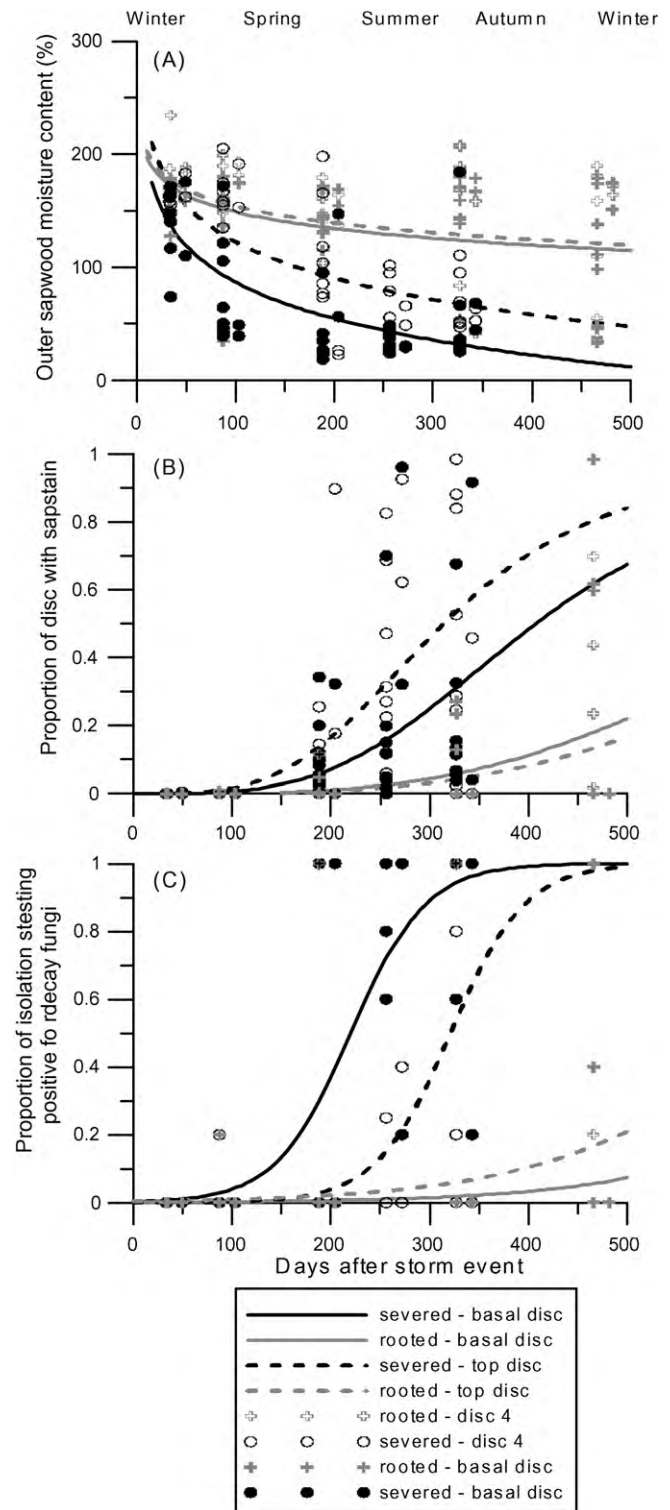 Winter Spring Summer Autumn Winter
(A)
Outer sapwood moisture content (%)
300
200
100
0
0 100 200 300 400 500
(B)
Proportion of disc with sapstain
1
0.8
0.6
0.4
0.2
0
0 100 200 300 400 500
(C)
Proportion of isolation stesting
positive fo rdecay fungi
1
0.8
0.6
0.4
0.2
0
0 100 200 300 400 500
Days after storm event
severed - basal disc
rooted - basal disc
severed - top disc
rooted - top disc
rooted - disc 4
severed - disc 4
rooted - basal disc
severed - basal disc